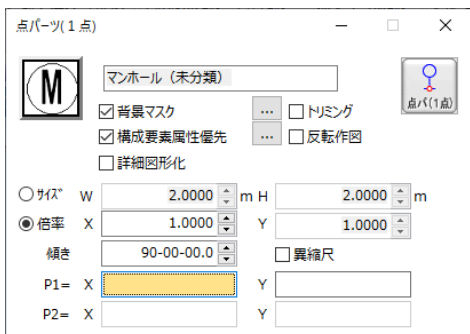 点パーツ(1点)
M
マンホール（未分類）
点パ(1点)
背景マスク ... トリミング
構成要素属性優先 ... 反転作図
詳細図形化
サイズ W 2.0000 m H 2.0000 m
倍率 X 1.0000 Y 1.0000
傾き 90-00-00.0 異縮尺
P1= X Y
P2= X Y